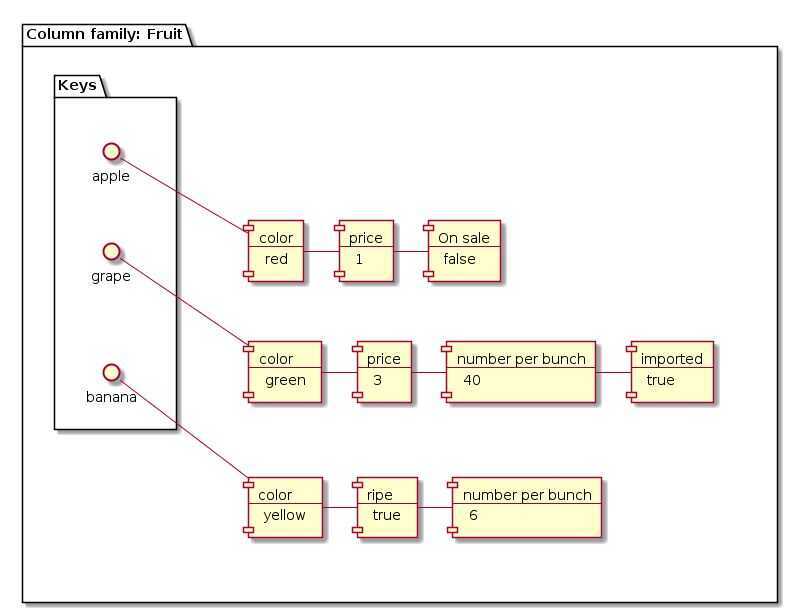 Column family: Fruit
Keys
apple
color price On sale
red 1 false
grape
color price number per bunch imported
green 3 40 true
banana
color ripe number per bunch
yellow true 6